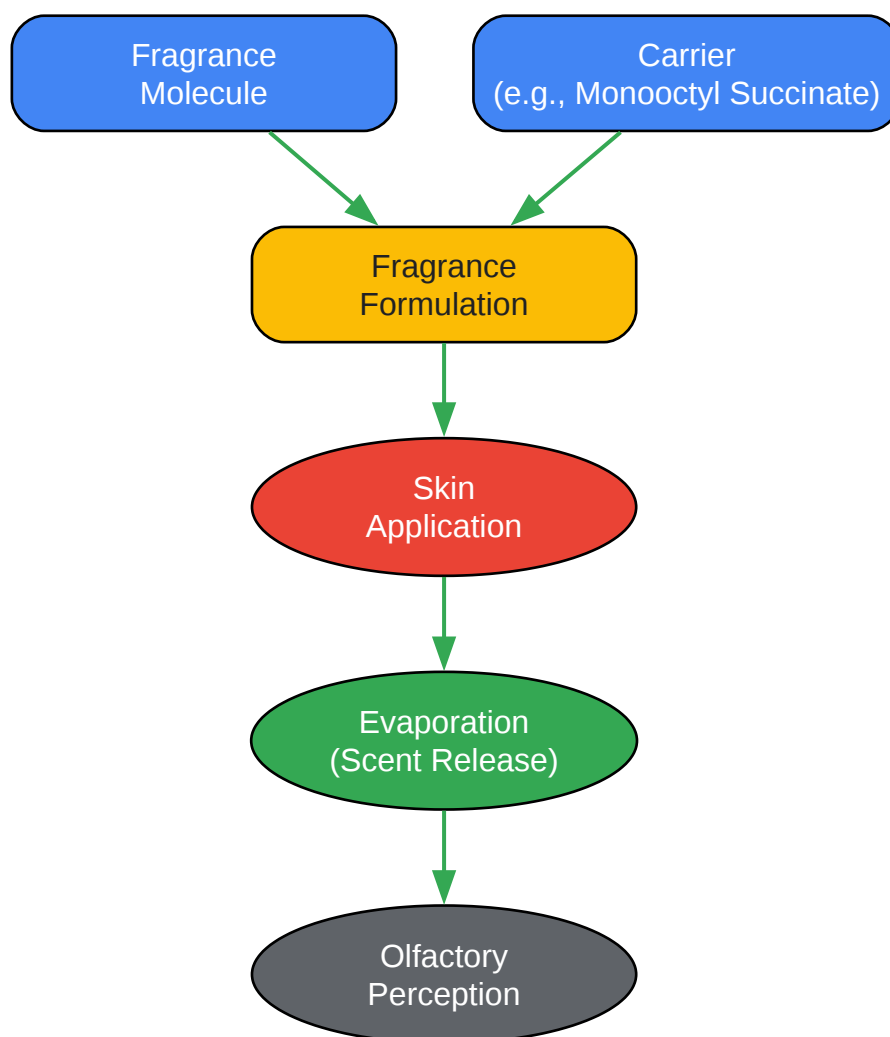 Fragrance
Molecule
Carrier
(e.g., Monooctyl Succinate)
Fragrance
Formulation
Skin
Application
Evaporation
(Scent Release)
Olfactory
Perception